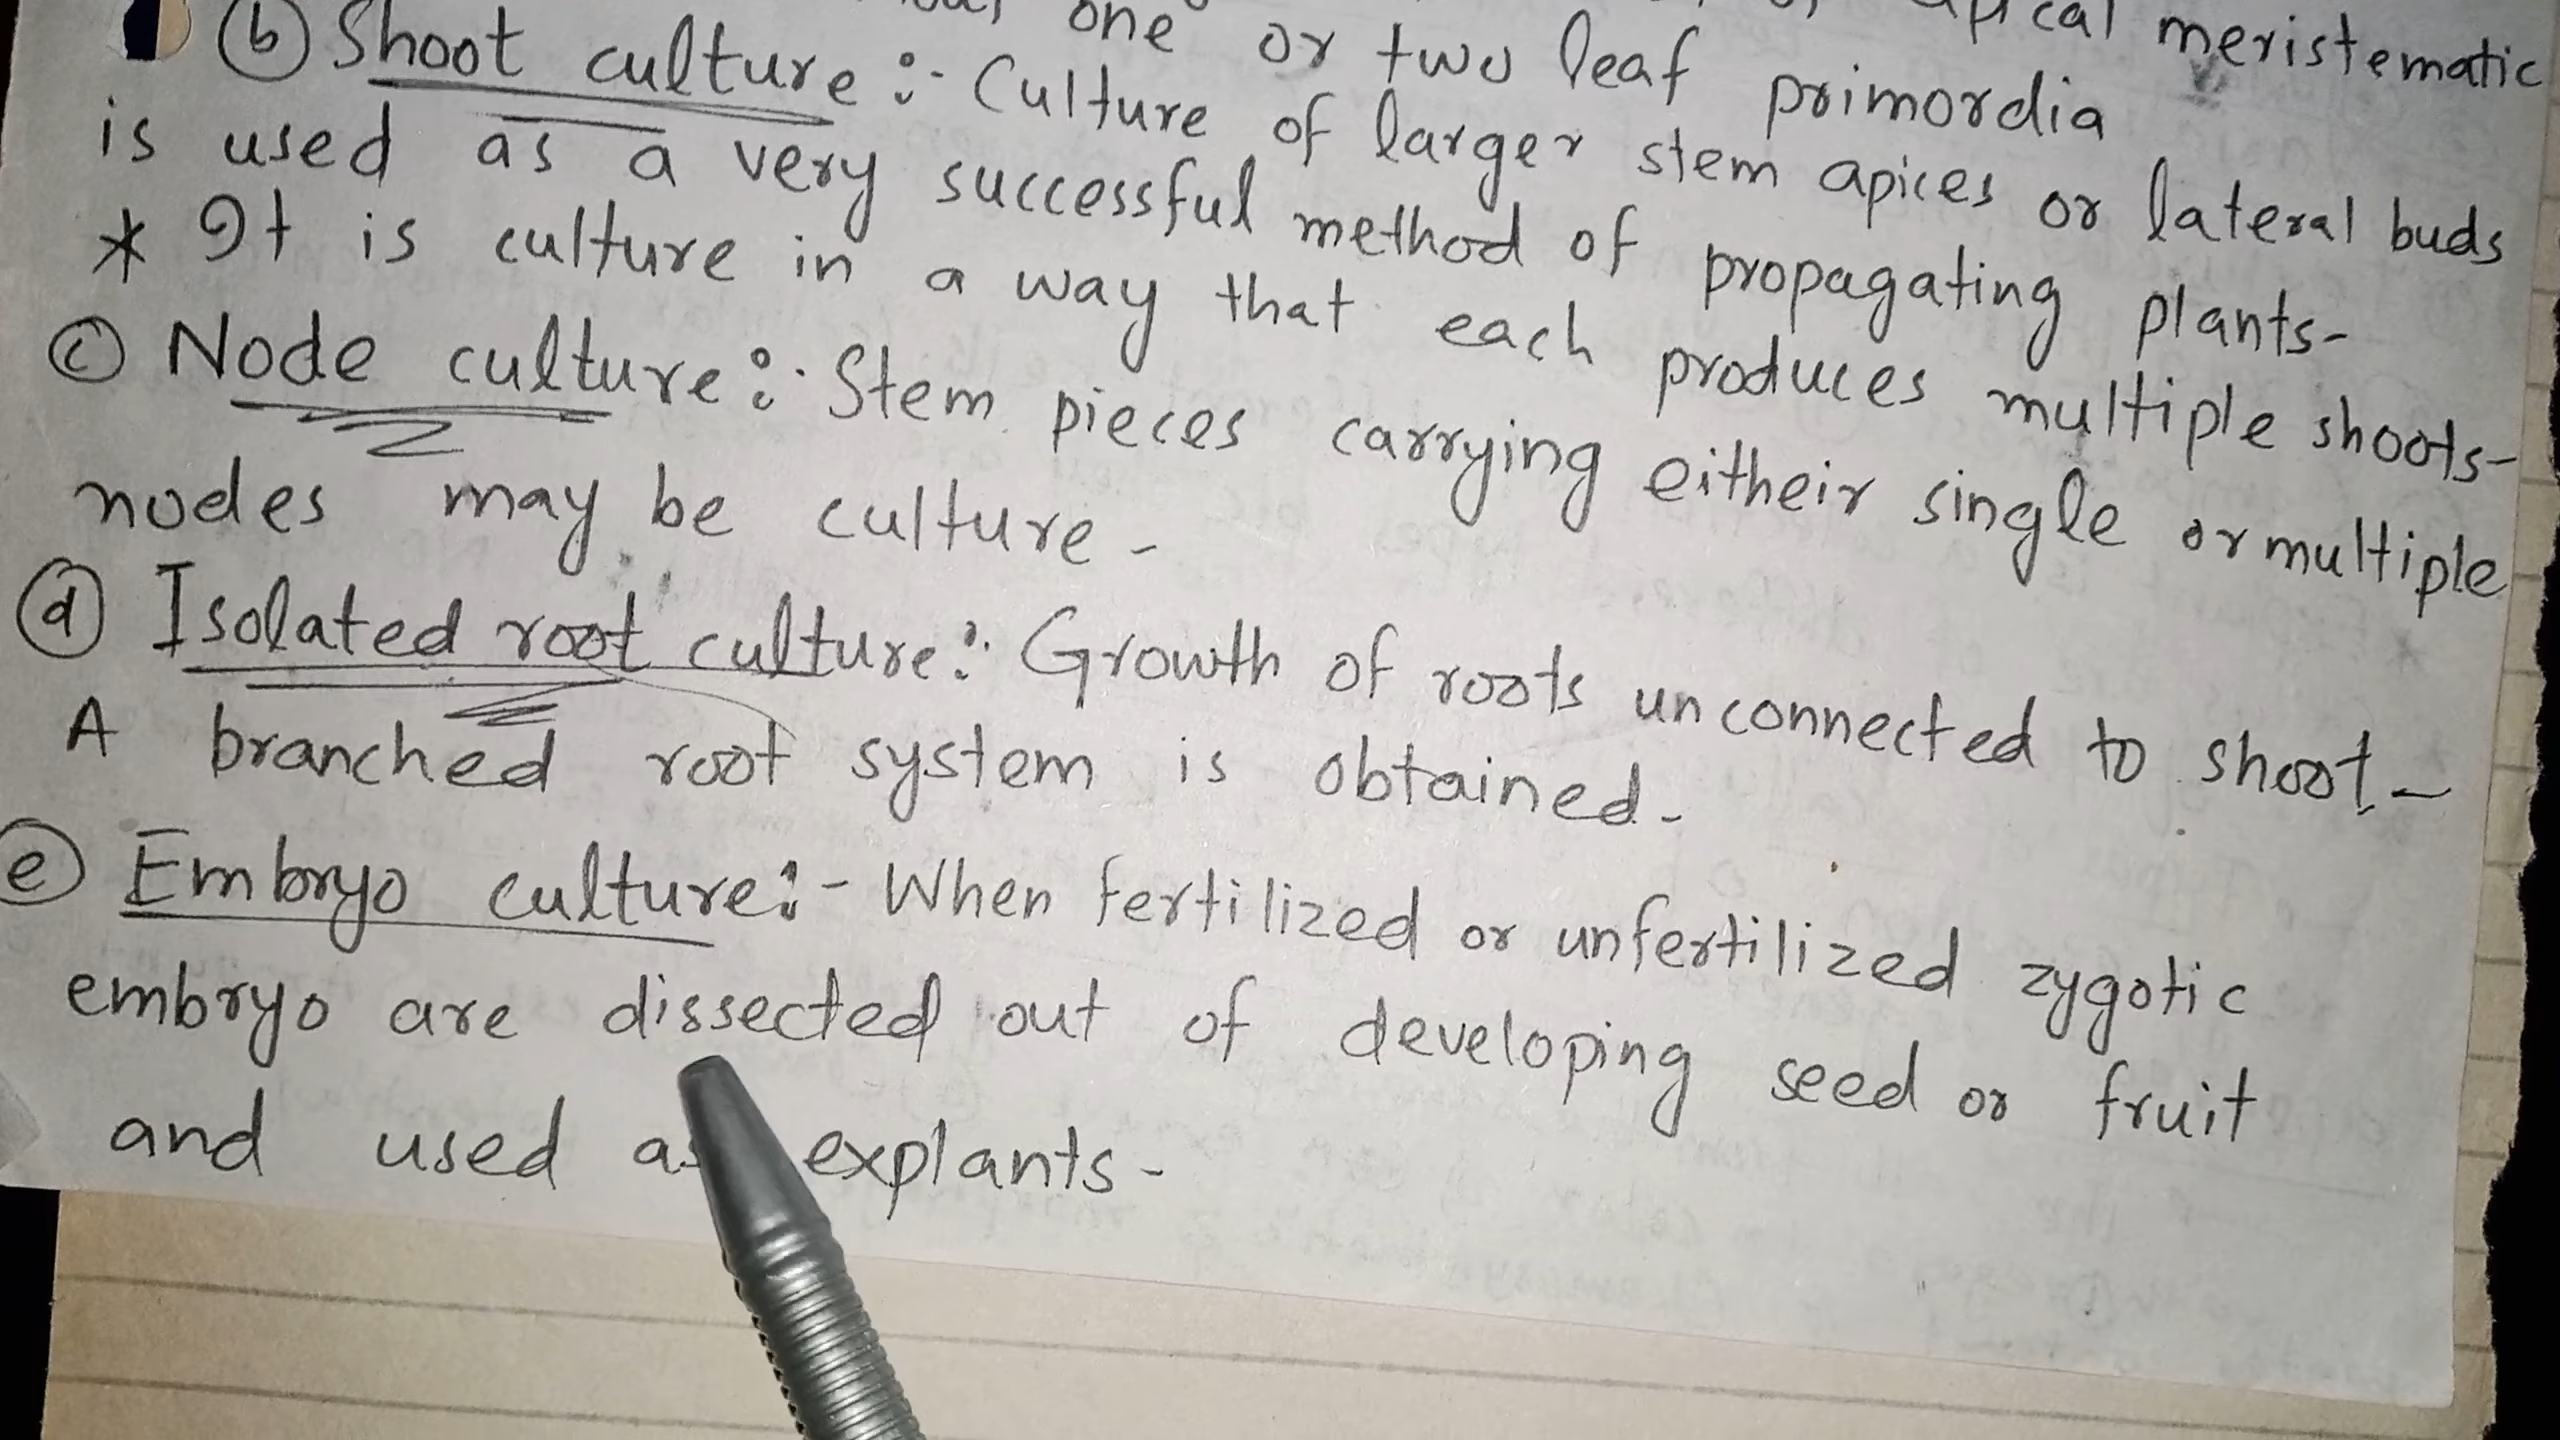 apical meristematic
one or two leaf primordia
(b) Shoot culture :- Culture of larger stem apices or lateral buds
is used as a very successful method of propagating plants-
* It is culture in a way that each produces multiple shoots-
(c) Node culture :- Stem pieces carrying eitheir single or multiple
nodes may be culture -
(d) Isolated root culture :- Growth of roots unconnected to shoot -
A branched root system is obtained -
(e) Embryo culture :- When fertilized or unfertilized zygotic
embryo are dissected out of developing seed or fruit
and used as explants -